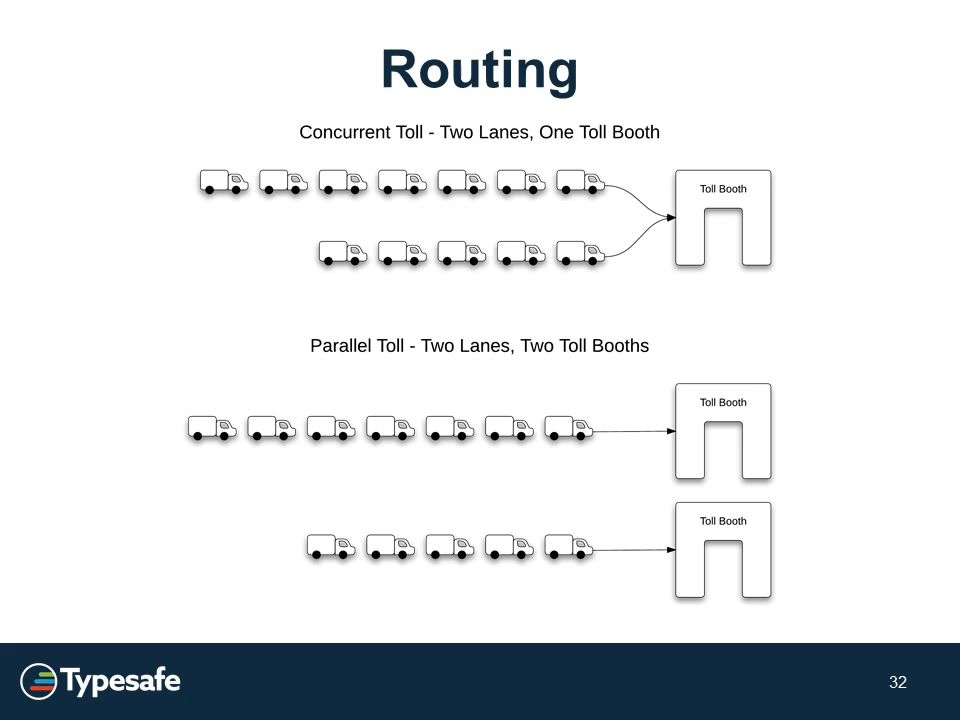 Routing
Concurrent Toll - Two Lanes, One Toll Booth
Toll Booth
Parallel Toll - Two Lanes, Two Toll Booths
Toll Booth
Toll Booth
Typesafe
32